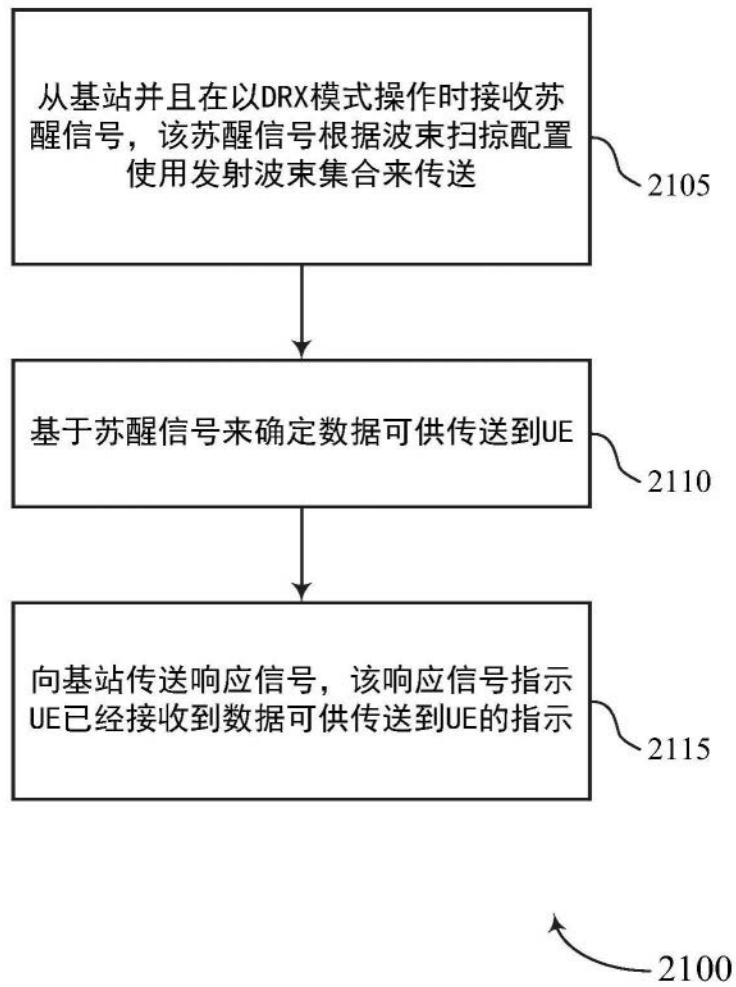 从基站并且在以DRX模式操作时接收苏
醒信号，该苏醒信号根据波束扫掠配置
使用发射波束集合来传送
2105
基于苏醒信号来确定数据可供传送到UE
2110
向基站传送响应信号，该响应信号指示
UE已经接收到数据可供传送到UE的指示
2115
2100